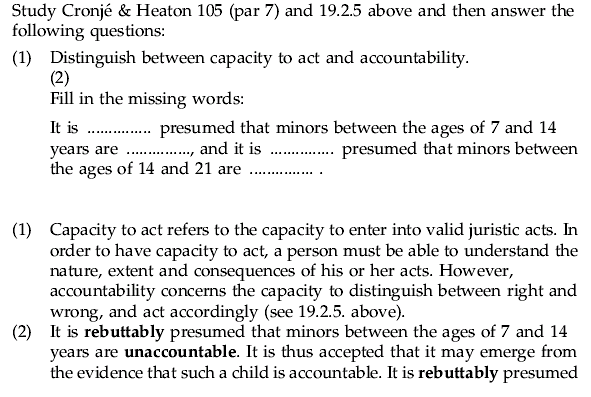 Study Cronjé & Heaton 105 (par 7) and 19.2.5 above and then answer the
following questions:
(1) Distinguish between capacity to act and accountability.
(2)
Fill in the missing words:
It is ............... presumed that minors between the ages of 7 and 14
years are ..............., and it is ............... presumed that minors between
the ages of 14 and 21 are ............... .
(1) Capacity to act refers to the capacity to enter into valid juristic acts. In
order to have capacity to act, a person must be able to understand the
nature, extent and consequences of his or her acts. However,
accountability concerns the capacity to distinguish between right and
wrong, and act accordingly (see 19.2.5. above).
(2) It is rebuttably presumed that minors between the ages of 7 and 14
years are unaccountable. It is thus accepted that it may emerge from
the evidence that such a child is accountable. It is rebuttably presumed